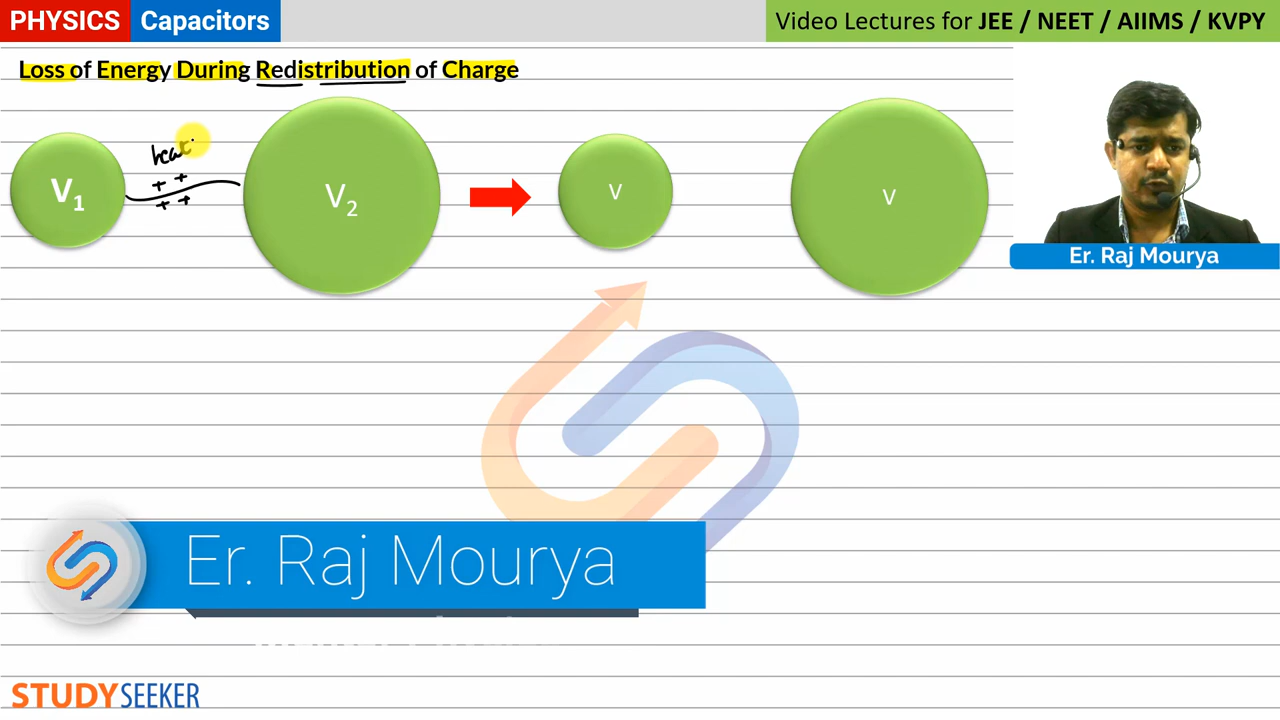 PHYSICS Capacitors
Video Lectures for JEE / NEET / AIIMS / KVPY
Loss of Energy During Redistribution of Charge
heat
+ +
+ +
V₁
V₂
V
V
Er. Raj Mourya
Er. Raj Mourya
STUDYSEEKER